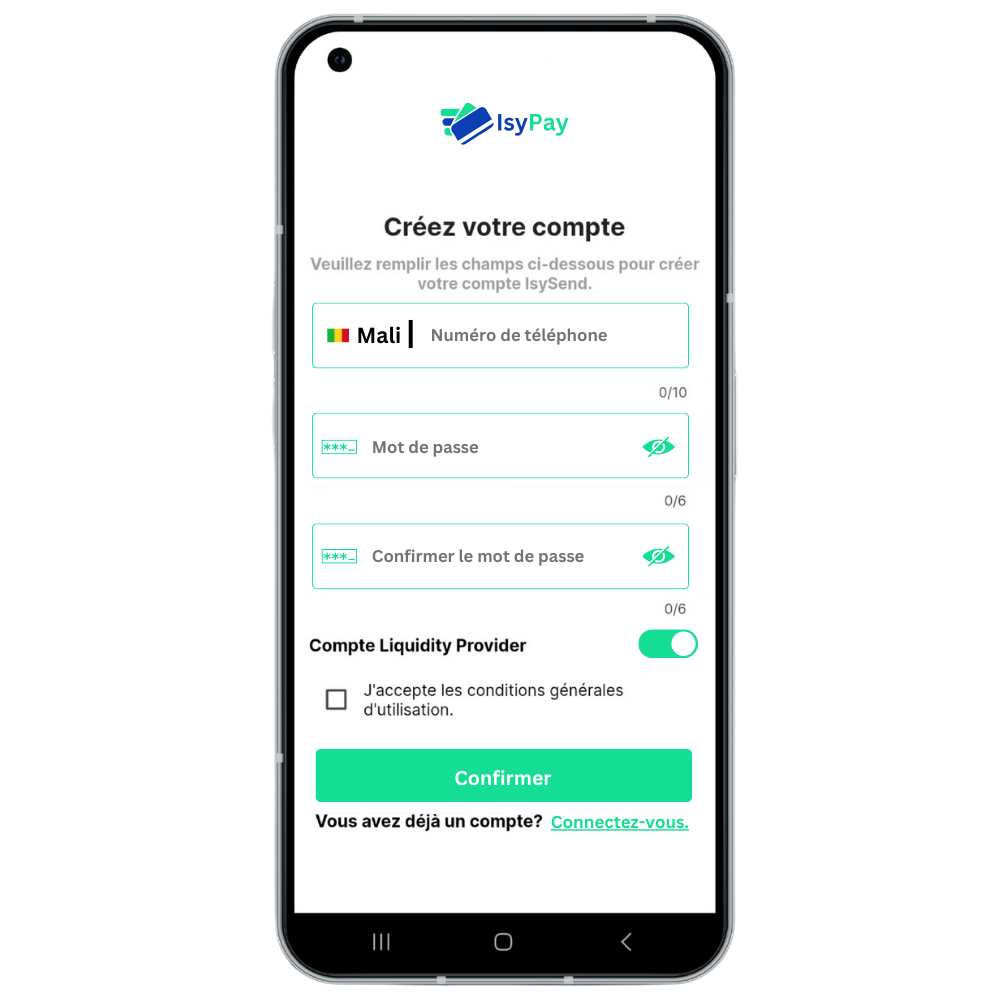 IsyPay
Créez votre compte
Veuillez remplir les champs ci-dessous pour créer
votre compte IsySend.
Mali | Numéro de téléphone
0/10
***_ Mot de passe
0/6
***_ Confirmer le mot de passe
0/6
Compte Liquidity Provider
J'accepte les conditions générales
d'utilisation.
Confirmer
Vous avez déjà un compte? Connectez-vous.